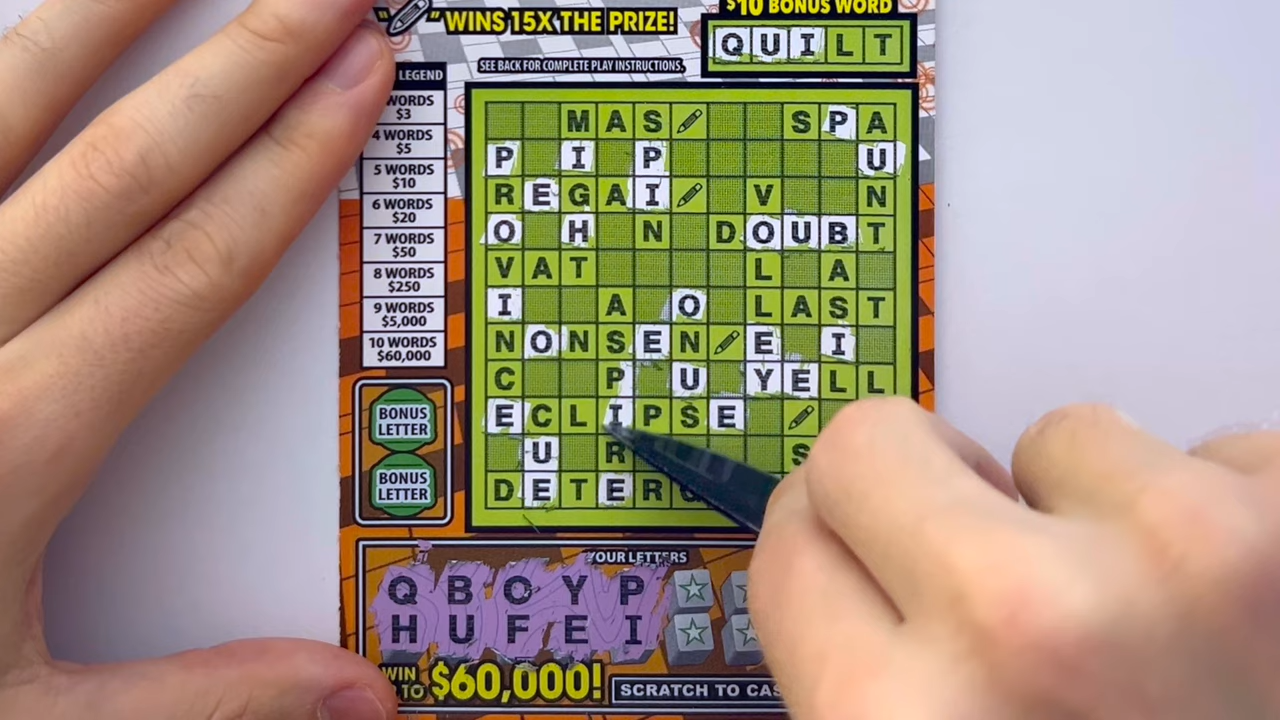 $10 BONUS WORD
" " WINS 15X THE PRIZE!
QUILT
SEE BACK FOR COMPLETE PLAY INSTRUCTIONS.
LEGEND
WORDS
$3
4 WORDS
$5
5 WORDS
$10
6 WORDS
$20
7 WORDS
$50
8 WORDS
$250
9 WORDS
$5,000
10 WORDS
$60,000
M A S S P A
P I P U
R E G A I V N
O H N D O U B T
V A T L A
I A O L A S T
N O N S E N E I
C P U Y E L L
E C L I P S E
U R S
D E T E R G
BONUS
LETTER
BONUS
LETTER
YOUR LETTERS
Q B O Y P
H U F E I
WIN
TO $60,000!
SCRATCH TO CAS